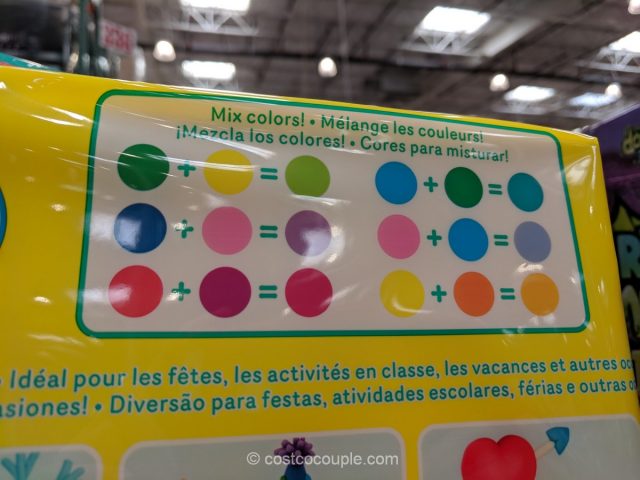 Mix colors! • Mélange les couleurs!
¡Mezcla los colores! • Cores para misturar!
+ = + =
+ = + =
+ = + =
• Idéal pour les fêtes, les activités en classe, les vacances et autres
asiones! • Diversão para festas, atividades escolares, férias e outras
© costcocouple.com